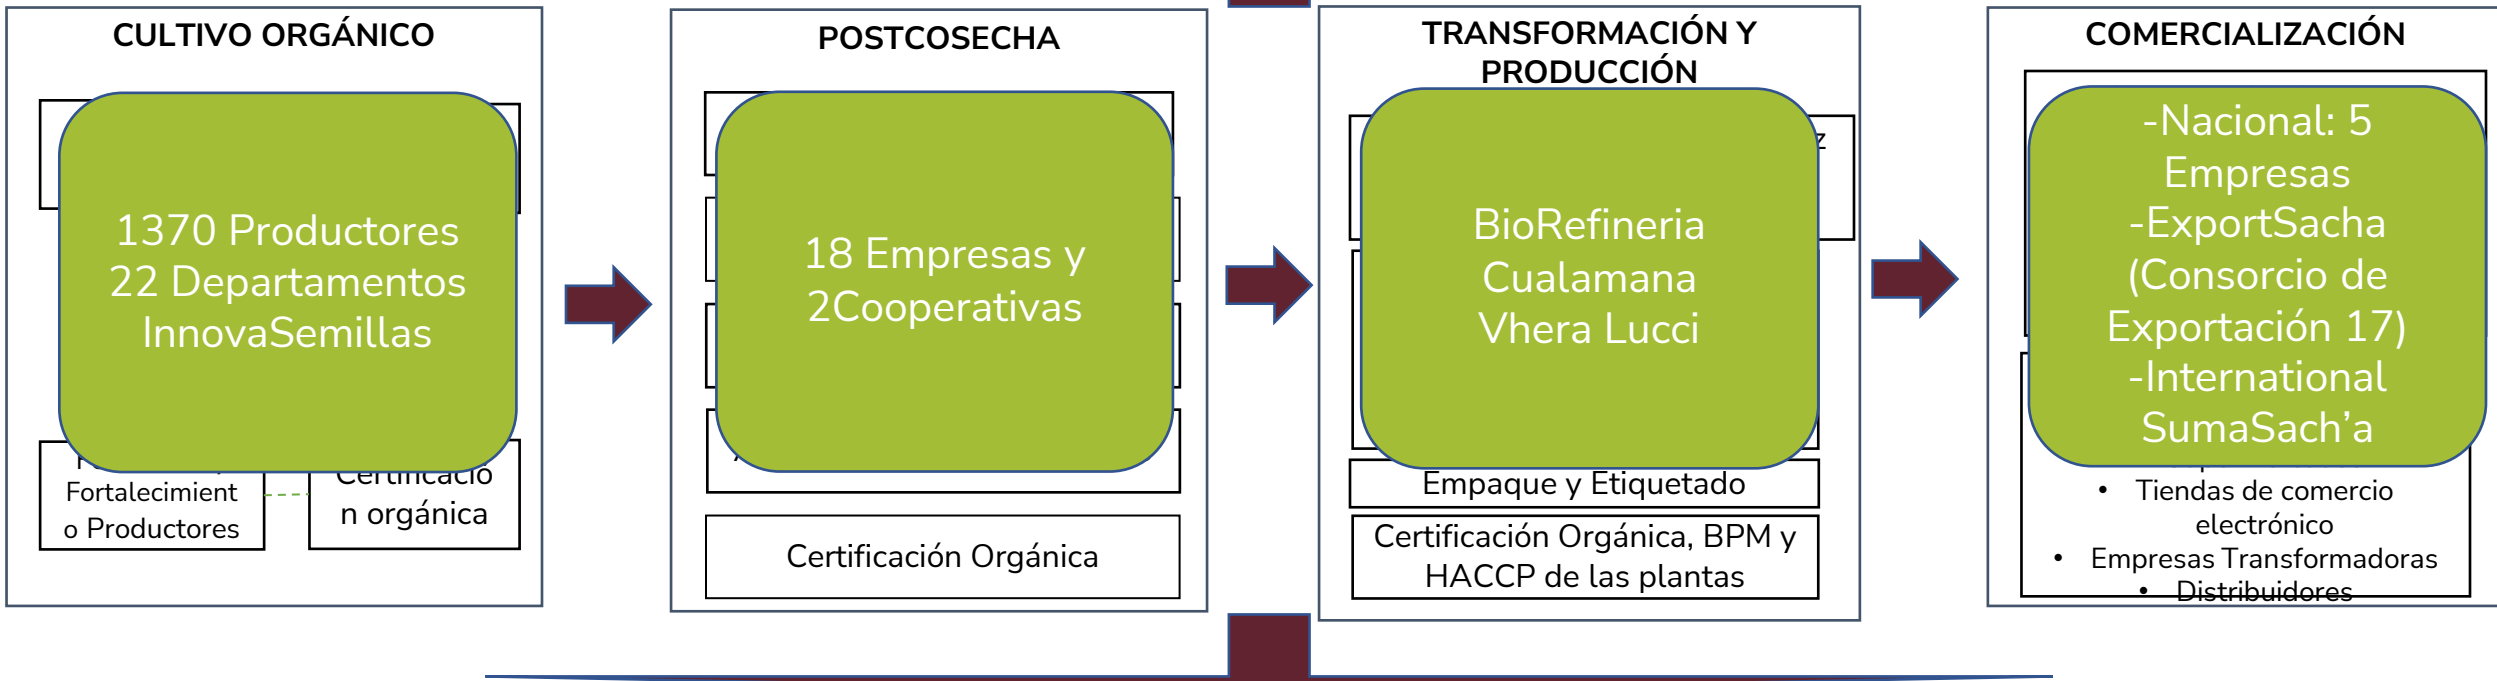 CULTIVO ORGÁNICO
1370 Productores
22 Departamentos
InnovaSemillas
Fortalecimient
o Productores
Certificació
n orgánica
POSTCOSECHA
18 Empresas y
2Cooperativas
Certificación Orgánica
TRANSFORMACIÓN Y
PRODUCCIÓN
z
BioRefineria
Cualamana
Vhera Lucci
Empaque y Etiquetado
Certificación Orgánica, BPM y
HACCP de las plantas
COMERCIALIZACIÓN
-Nacional: 5
Empresas
-ExportSacha
(Consorcio de
Exportación 17)
-International
SumaSach’a
• Tiendas de comercio
electrónico
• Empresas Transformadoras
• Distribuidores